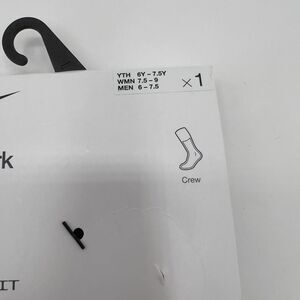 YTH 6Y – 7.5Y
WMN 7.5 – 9
MEN 6 – 7.5
×1
rk
Crew
IT